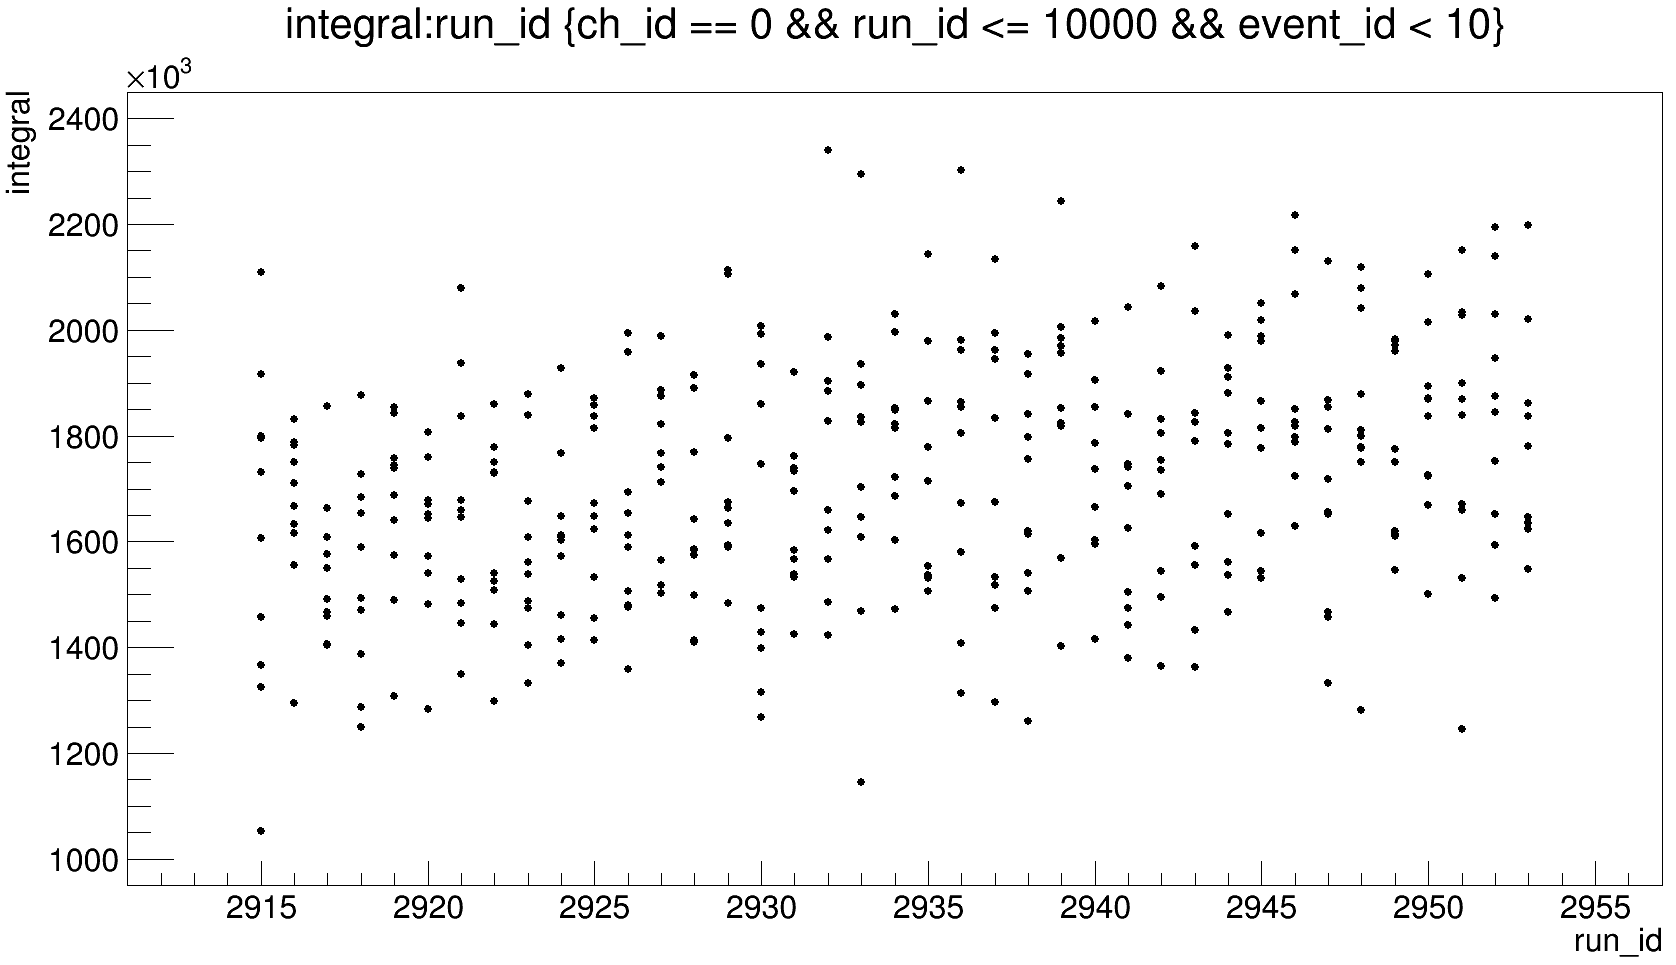 integral:run_id {ch_id == 0 && run_id <= 10000 && event_id < 10}
×10³
integral
2400
2200
2000
1800
1600
1400
1200
1000
2915 2920 2925 2930 2935 2940 2945 2950 2955
run_id